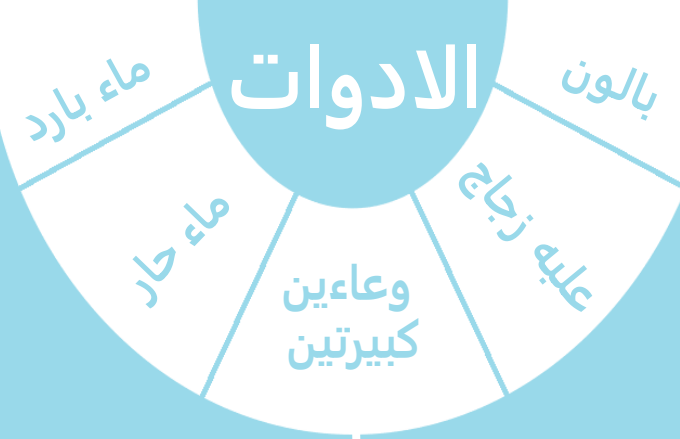 الادوات
بالون
علبه زجاج
وعاءين
كبيرتين
ماء حار
ماء بارد